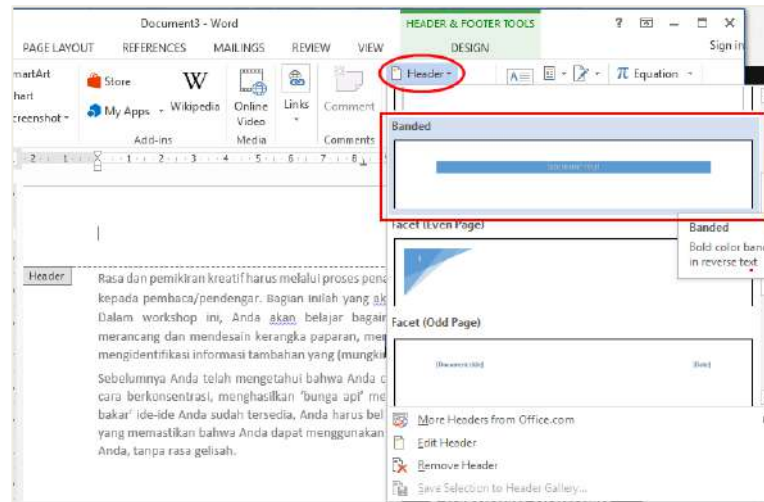 Document3 - Word
HEADER & FOOTER TOOLS
?
PAGE LAYOUT REFERENCES MAILINGS REVIEW VIEW DESIGN Sign in
martArt
hart
creenshot
Store
My Apps
Wikipedia
Add-ins
Online Video
Media
Links
Comment
Comments
Header
Equation
Banded
Facet (Even Page)
Banded
Bold color band
in reverse text
Header
Rasa dan pemikiran kreatif harus melalui proses pena
kepada pembaca/pendengar. Bagian inilah yang ak
Dalam workshop ini, Anda akan belajar bagaim
merancang dan mendesain kerangka paparan, mer
mengidentifikasi informasi tambahan yang (mungkin
Sebelumnya Anda telah mengetahui bahwa Anda d
cara berkonsentrasi, menghasilkan 'bunga api' me
bakar' ide-ide Anda sudah tersedia, Anda harus bel
yang memastikan bahwa Anda dapat menggunakan
Anda, tanpa rasa gelisah.
Facet (Odd Page)
[Document title] [Date]
More Headers from Office.com
Edit Header
Remove Header
Save Selection to Header Gallery...